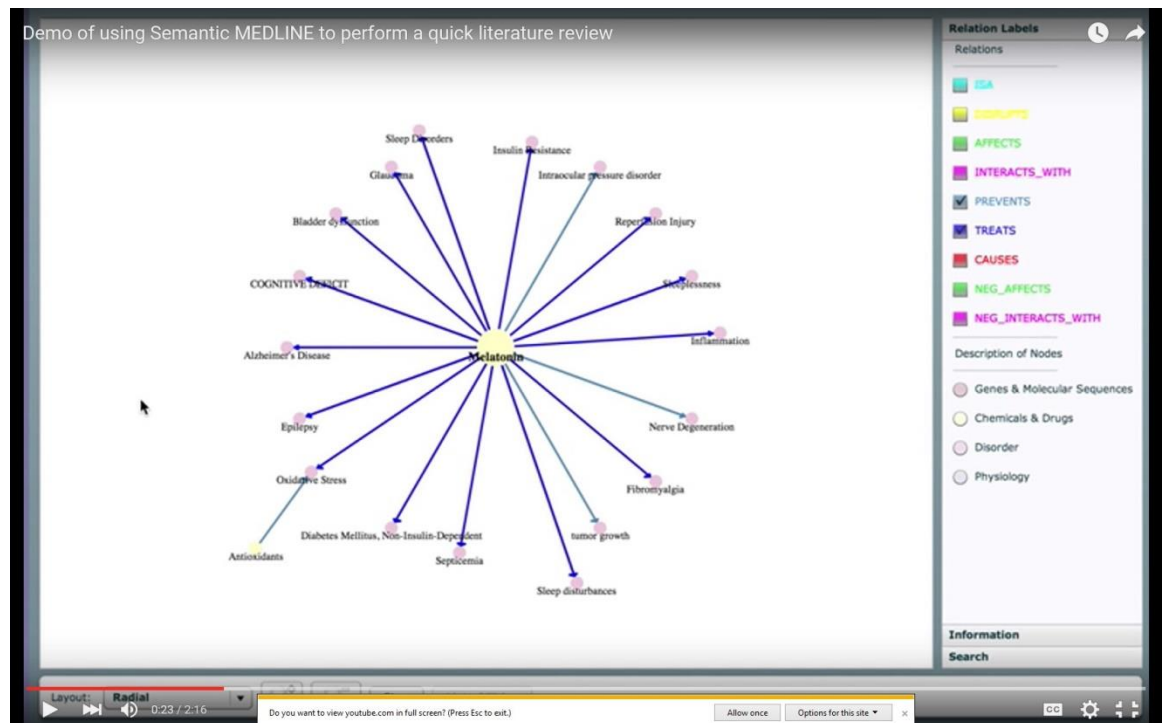 Demo of using Semantic MEDLINE to perform a quick literature review
Relation Labels
Relations
ISA
DISRUPTS
AFFECTS
INTERACTS_WITH
PREVENTS
TREATS
CAUSES
NEG_AFFECTS
NEG_INTERACTS_WITH
Description of Nodes
Genes & Molecular Sequences
Chemicals & Drugs
Disorder
Physiology
Information
Search
Sleep Disorders
Insulin Resistance
Glaucoma
Intraocular pressure disorder
Bladder dysfunction
Reperfusion Injury
COGNITIVE DEFICIT
Sleeplessness
Inflammation
Alzheimer's Disease
Melatonin
Epilepsy
Nerve Degeneration
Oxidative Stress
Fibromyalgia
Diabetes Mellitus, Non-Insulin-Dependent
tumor growth
Antioxidants
Septicemia
Sleep disturbances
Layout: Radial
0:23 / 2:16
Do you want to view youtube.com in full screen? (Press Esc to exit.)
Allow once
Options for this site
CC